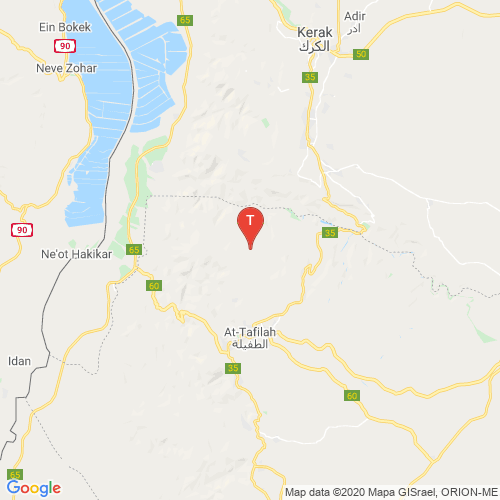 Ein Bokek
90
Neve Zohar
65
Adir
ادر
Kerak
الكرك
50
35
90
Ne'ot Hakikar
65
T
35
60
At-Tafilah
الطفيلة
Idan
35
60
65
Google
Map data ©2020 Mapa GISrael, ORION-ME